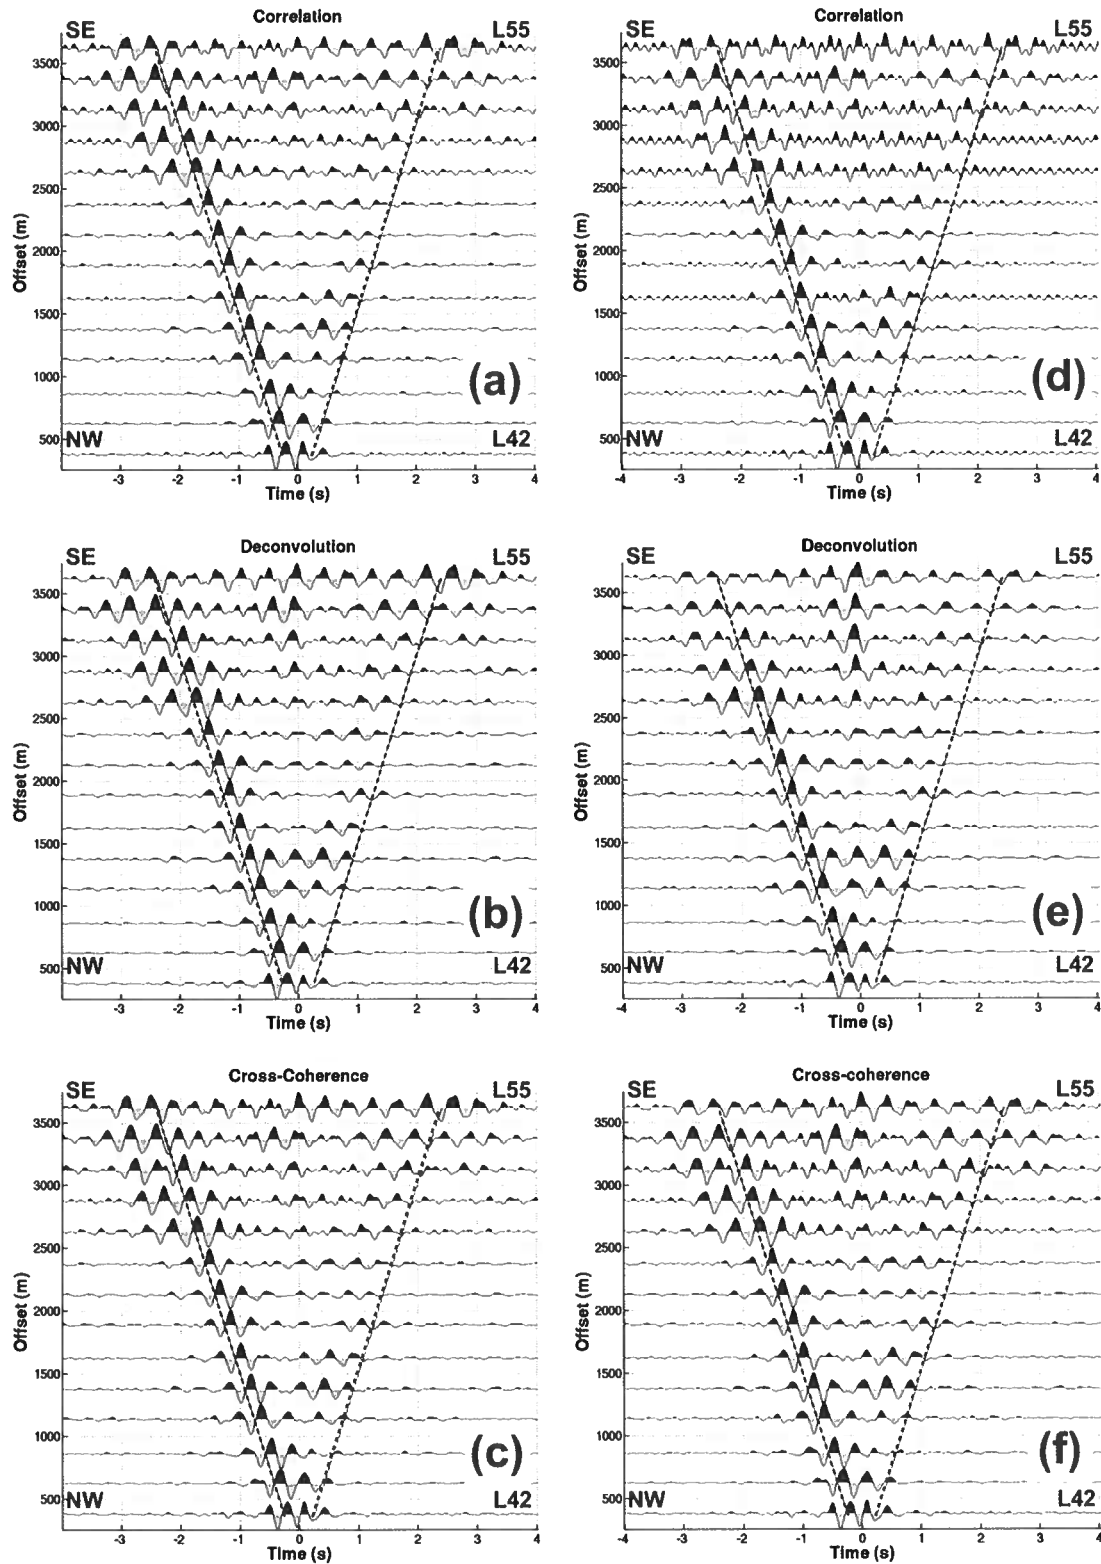 Correlation
SE L55
3500
3000
2500
2000
1500
1000
500
Offset (m)
(a)
NW L42
-3 -2 -1 0 1 2 3 4
Time (s)
Correlation
SE L55
3500
3000
2500
2000
1500
1000
500
Offset (m)
(d)
NW L42
-4 -3 -2 -1 0 1 2 3 4
Time (s)
Deconvolution
SE L55
3500
3000
2500
2000
1500
1000
500
Offset (m)
(b)
NW L42
-3 -2 -1 0 1 2 3 4
Time (s)
Deconvolution
SE L55
3500
3000
2500
2000
1500
1000
500
Offset (m)
(e)
NW L42
-4 -3 -2 -1 0 1 2 3 4
Time (s)
Cross-Coherence
SE L55
3500
3000
2500
2000
1500
1000
500
Offset (m)
(c)
NW L42
-3 -2 -1 0 1 2 3 4
Time (s)
Cross-coherence
SE L55
3500
3000
2500
2000
1500
1000
500
Offset (m)
(f)
NW L42
-4 -3 -2 -1 0 1 2 3 4
Time (s)